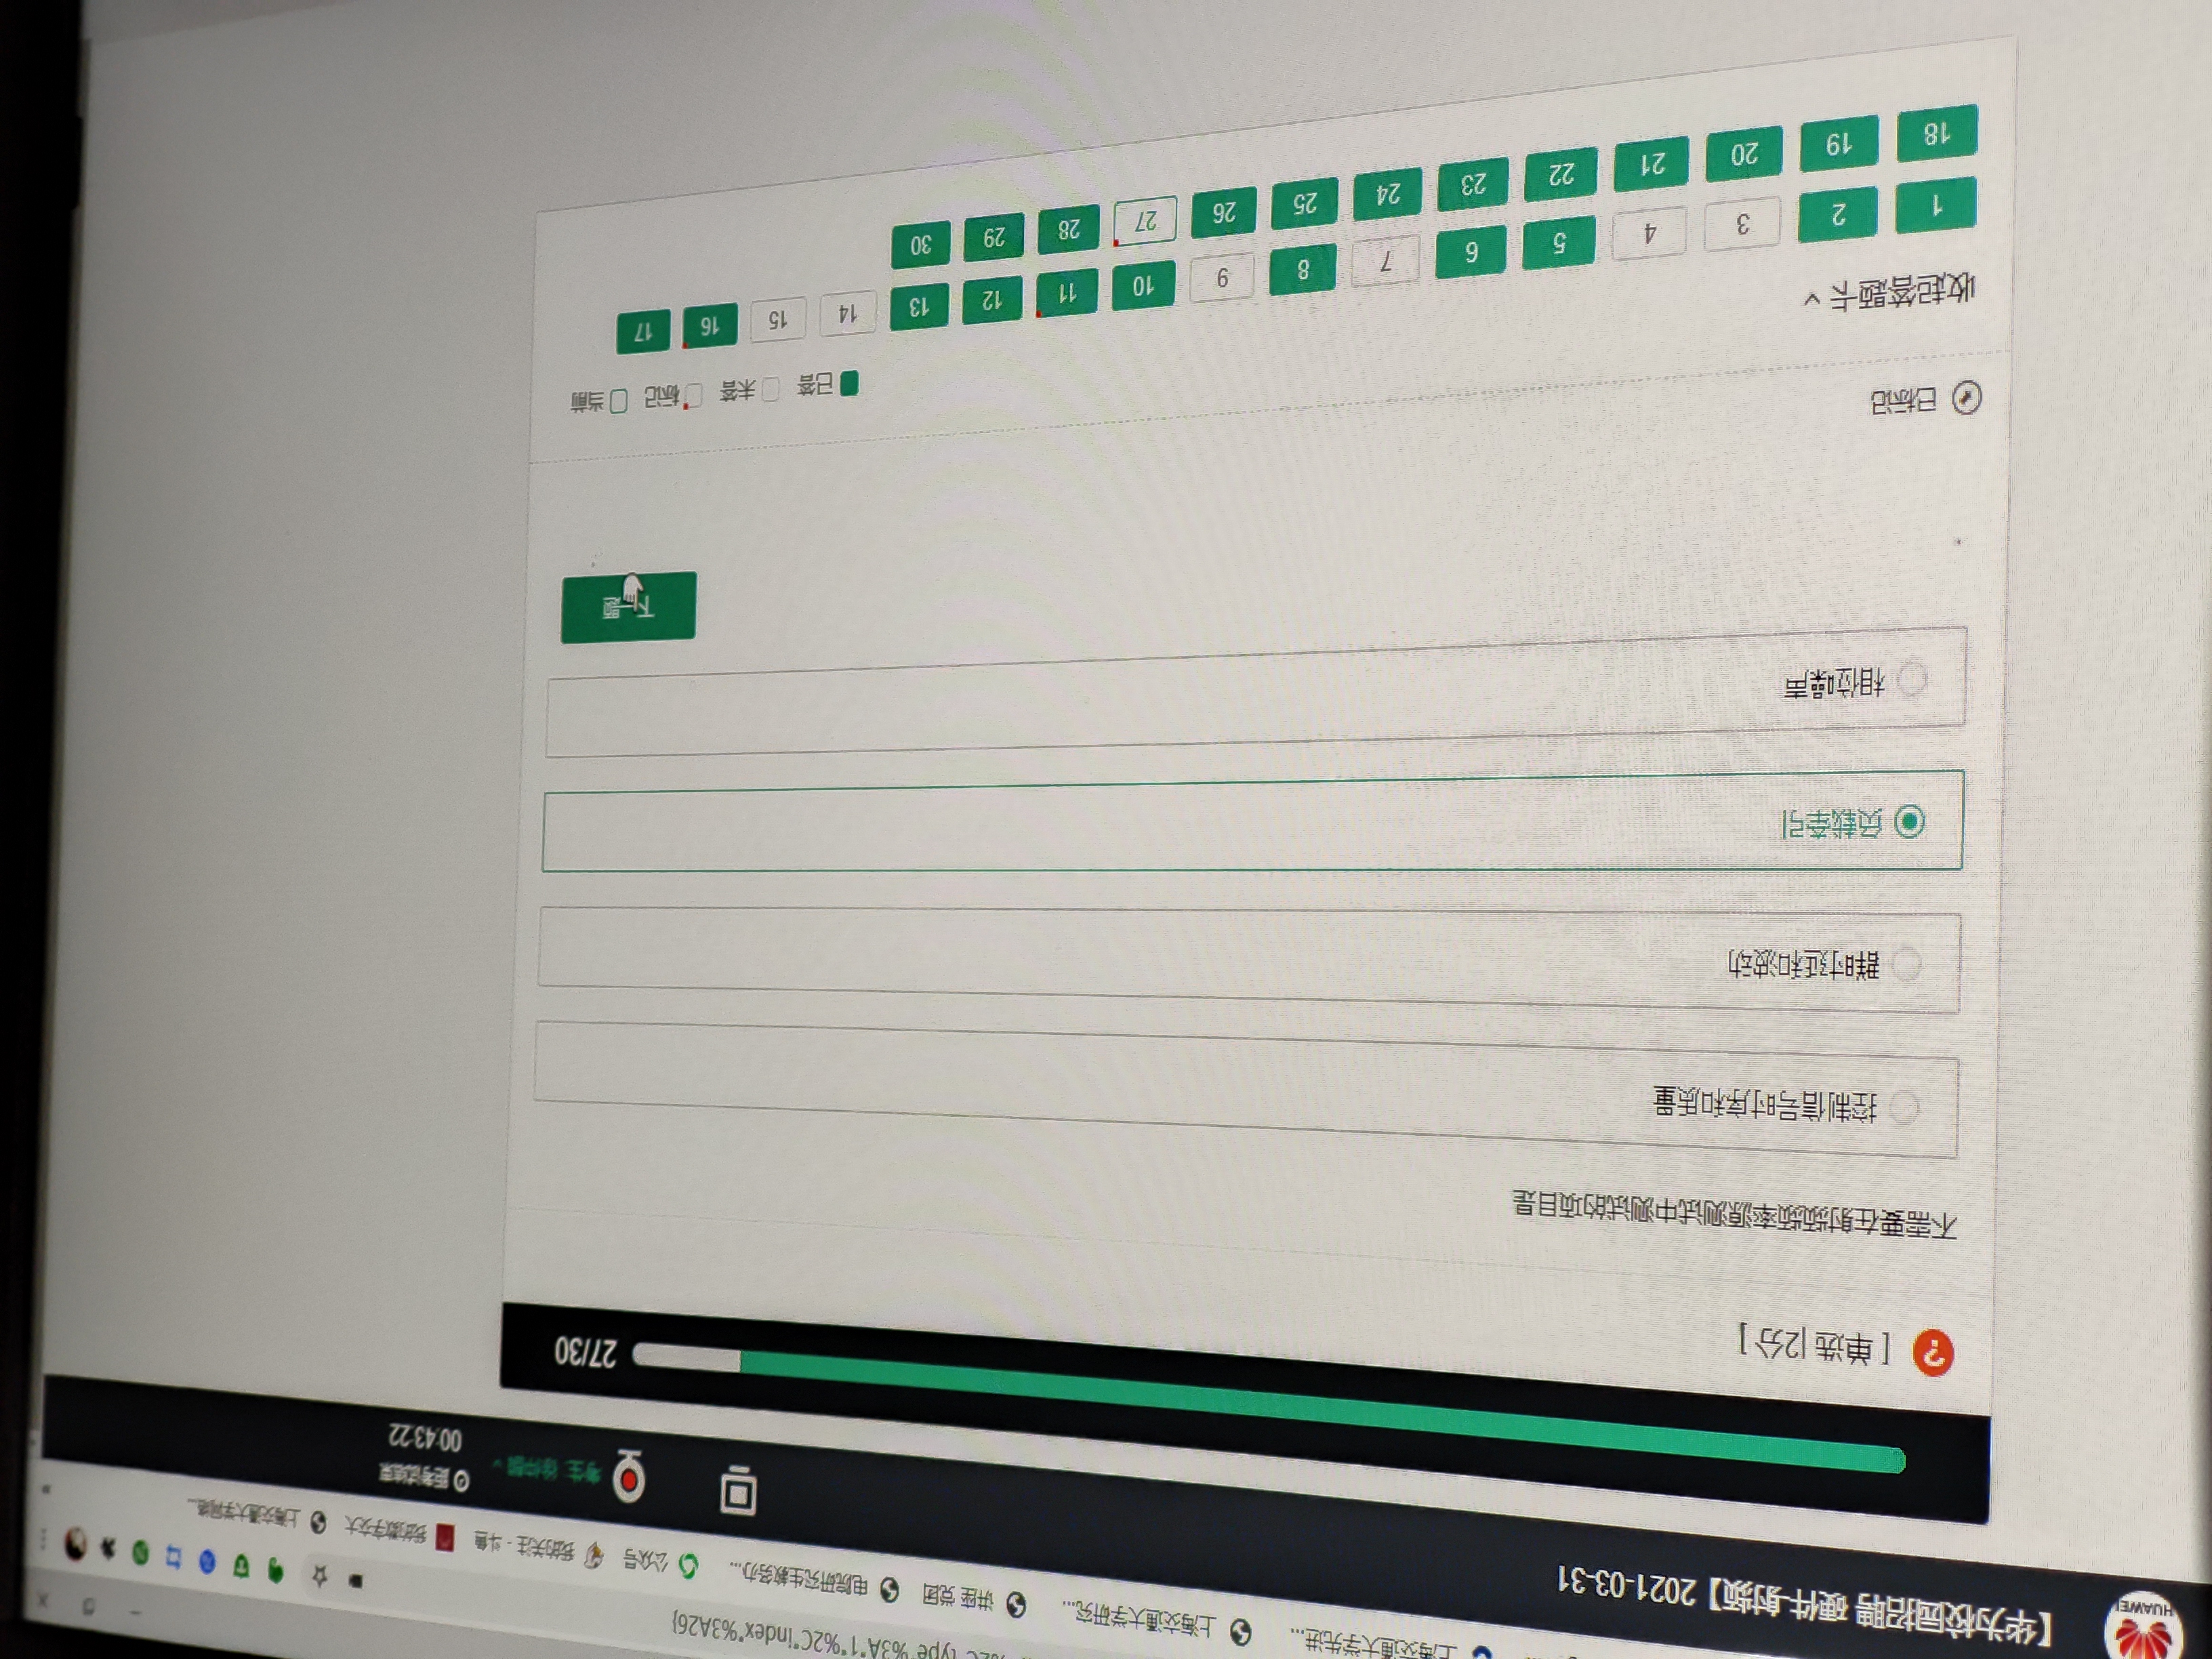 type"%3A"1"%2C"index"%3A26}
上海交通大学先进...
上海交通大学研究...
讲座 党团
电院研究生教务办...
公众号
我的关注 - 斗鱼
我的数字交大
上海交通大学网络...
HUAWEI
【华为校园招聘 硬件-射频】2021-03-31
距考试结束
00:43:22
27/30
[ 单选 |2分 ]
不需要在射频频率源测试中测试的项目是
控制信号时序和质量
群时延和波动
负载牵引
相位噪声
下一题
已标记
已答 未答 标记 当前
收起答题卡
1 2 3 4 5 6 7 8 9 10 11 12 13 14 15 16 17
18 19 20 21 22 23 24 25 26 27 28 29 30